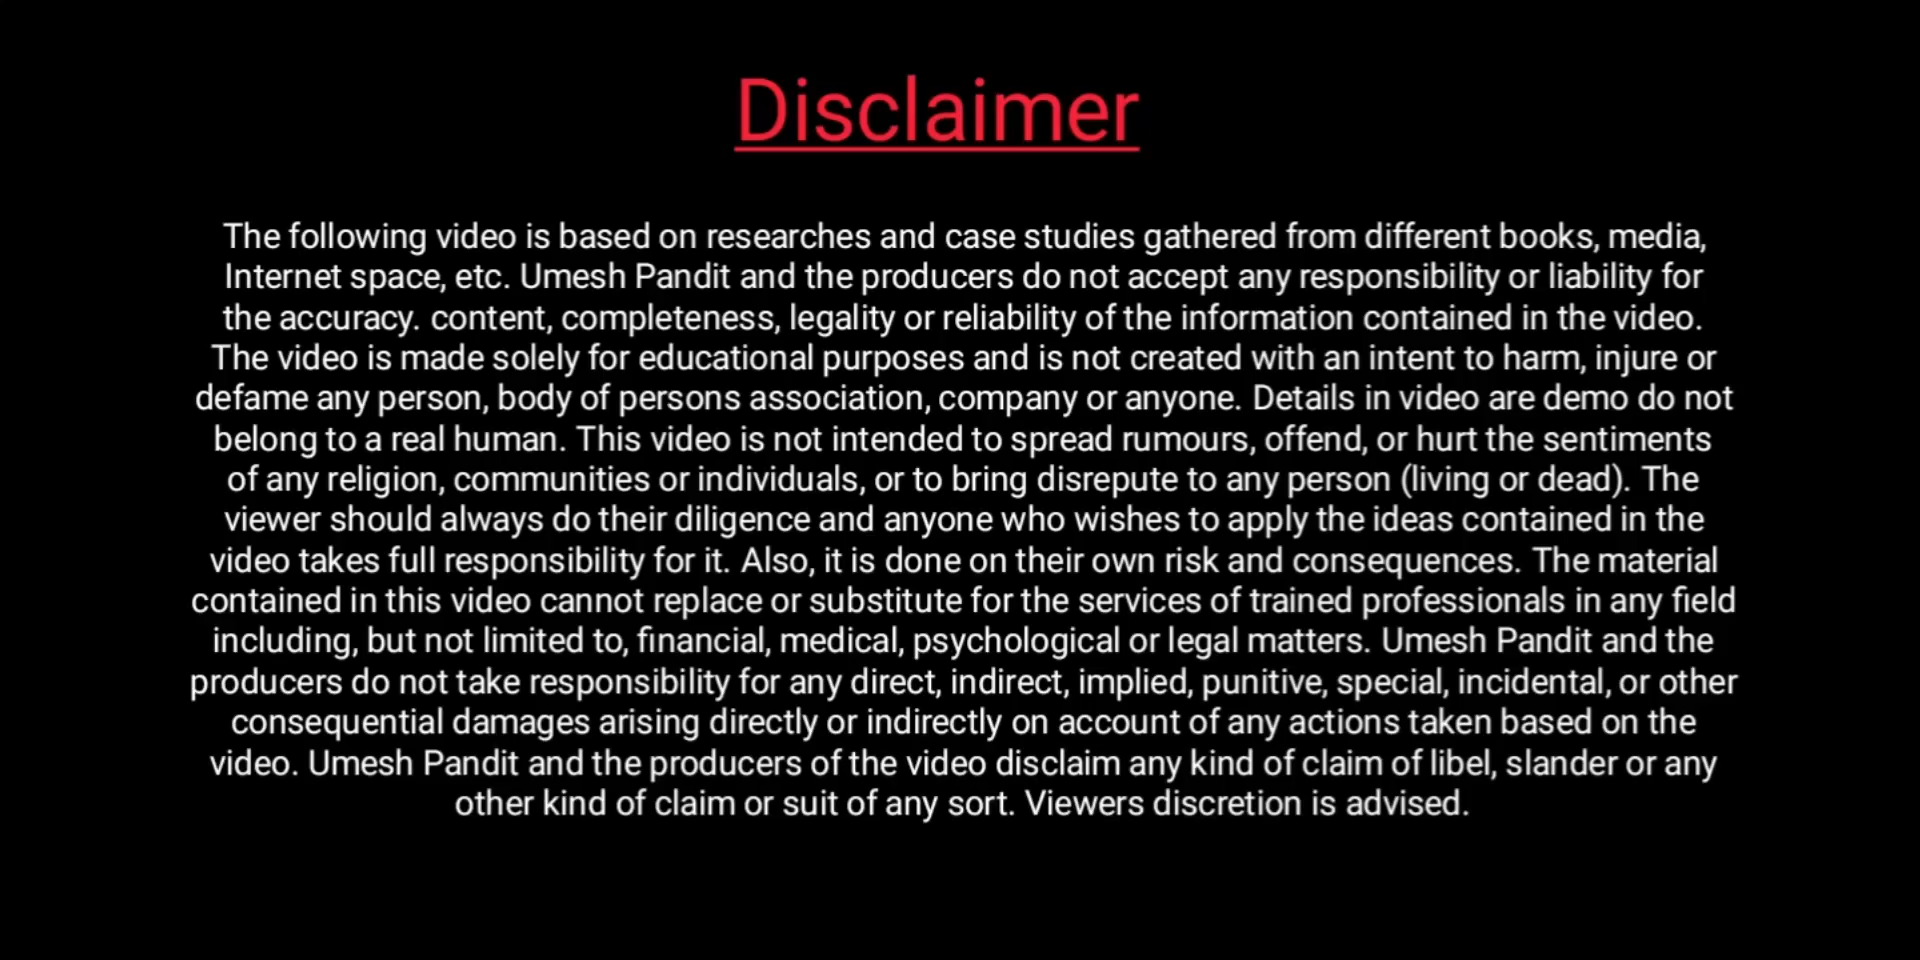 Disclaimer
The following video is based on researches and case studies gathered from different books, media,
Internet space, etc. Umesh Pandit and the producers do not accept any responsibility or liability for
the accuracy. content, completeness, legality or reliability of the information contained in the video.
The video is made solely for educational purposes and is not created with an intent to harm, injure or
defame any person, body of persons association, company or anyone. Details in video are demo do not
belong to a real human. This video is not intended to spread rumours, offend, or hurt the sentiments
of any religion, communities or individuals, or to bring disrepute to any person (living or dead). The
viewer should always do their diligence and anyone who wishes to apply the ideas contained in the
video takes full responsibility for it. Also, it is done on their own risk and consequences. The material
contained in this video cannot replace or substitute for the services of trained professionals in any field
including, but not limited to, financial, medical, psychological or legal matters. Umesh Pandit and the
producers do not take responsibility for any direct, indirect, implied, punitive, special, incidental, or other
consequential damages arising directly or indirectly on account of any actions taken based on the
video. Umesh Pandit and the producers of the video disclaim any kind of claim of libel, slander or any
other kind of claim or suit of any sort. Viewers discretion is advised.